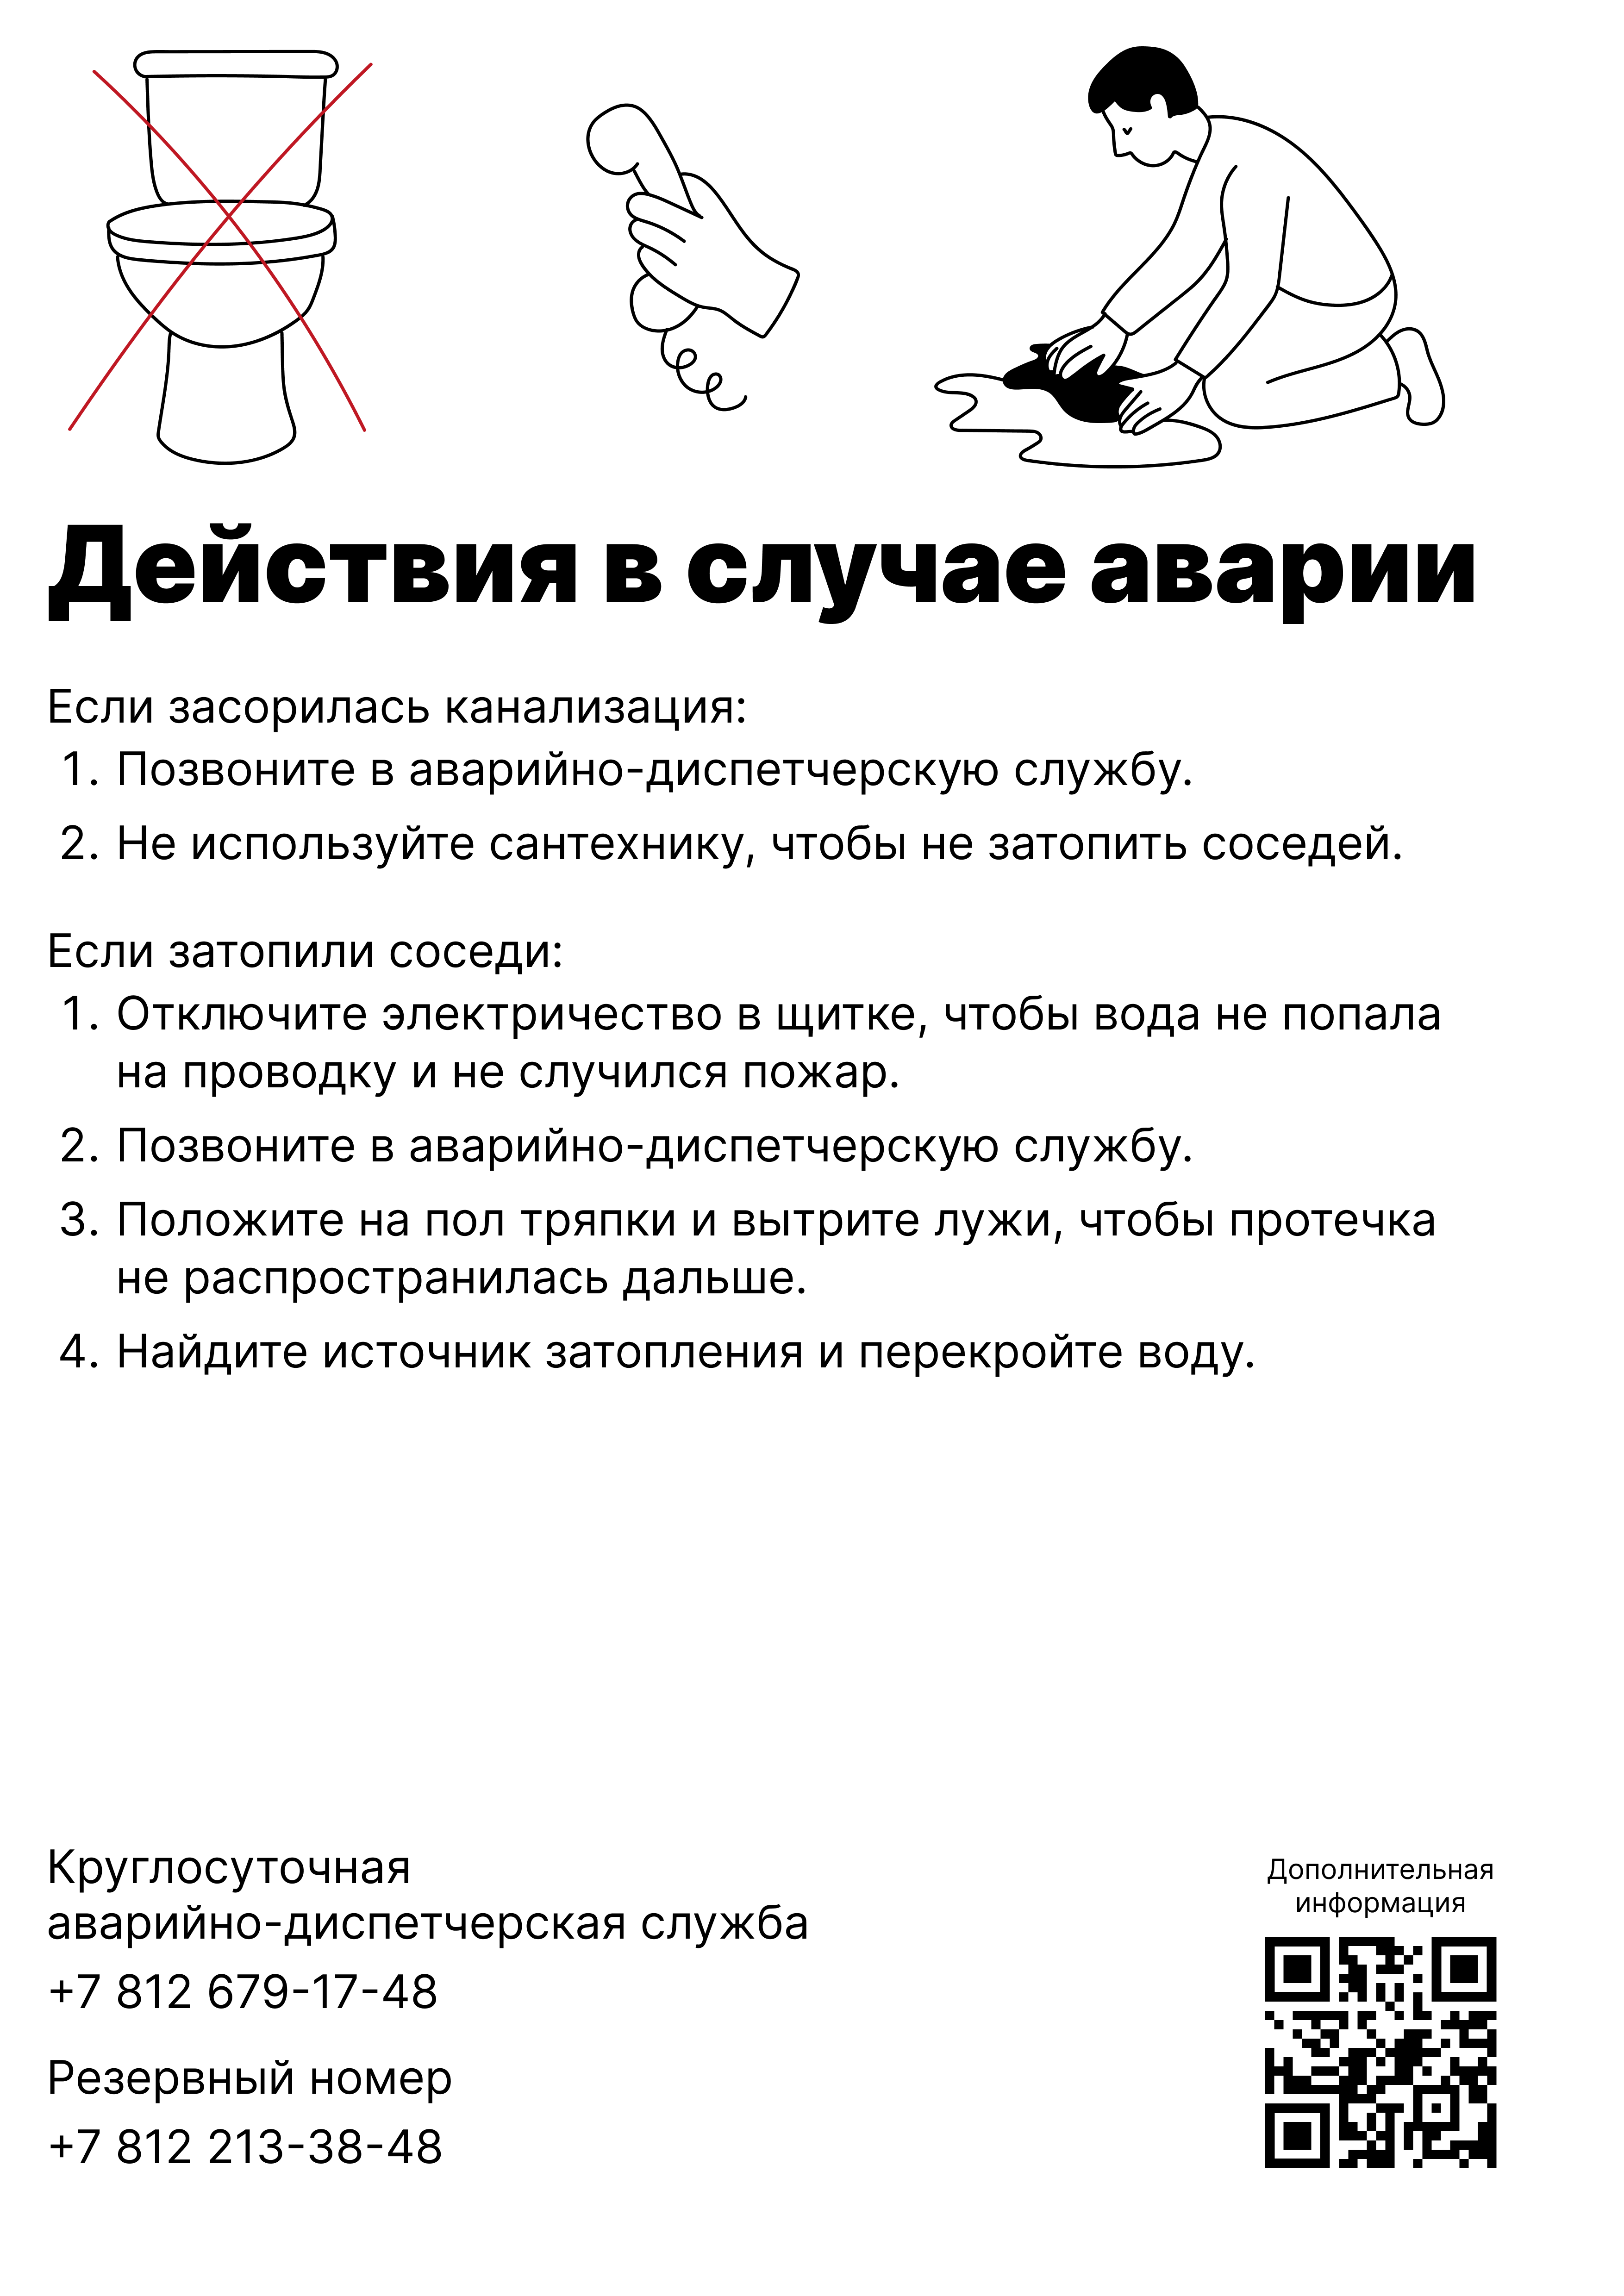 Действия в случае аварии
Если засорилась канализация:
1. Позвоните в аварийно-диспетчерскую службу.
2. Не используйте сантехнику, чтобы не затопить соседей.
Если затопили соседи:
1. Отключите электричество в щитке, чтобы вода не попала
на проводку и не случился пожар.
2. Позвоните в аварийно-диспетчерскую службу.
3. Положите на пол тряпки и вытрите лужи, чтобы протечка
не распространилась дальше.
4. Найдите источник затопления и перекройте воду.
Круглосуточная
аварийно-диспетчерская служба
+7 812 679-17-48
Резервный номер
+7 812 213-38-48
Дополнительная
информация